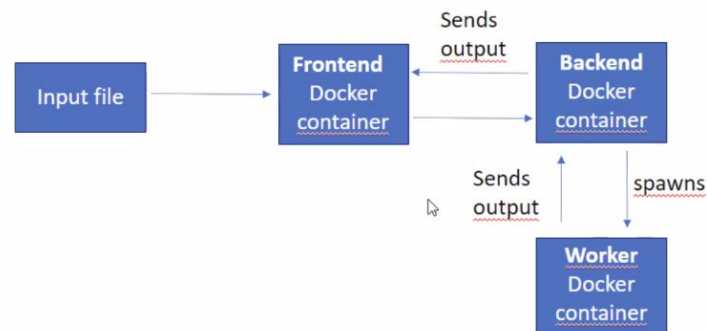 Sends
output
Input file
Frontend
Docker
container
Backend
Docker
container
Sends
output
spawns
Worker
Docker
container